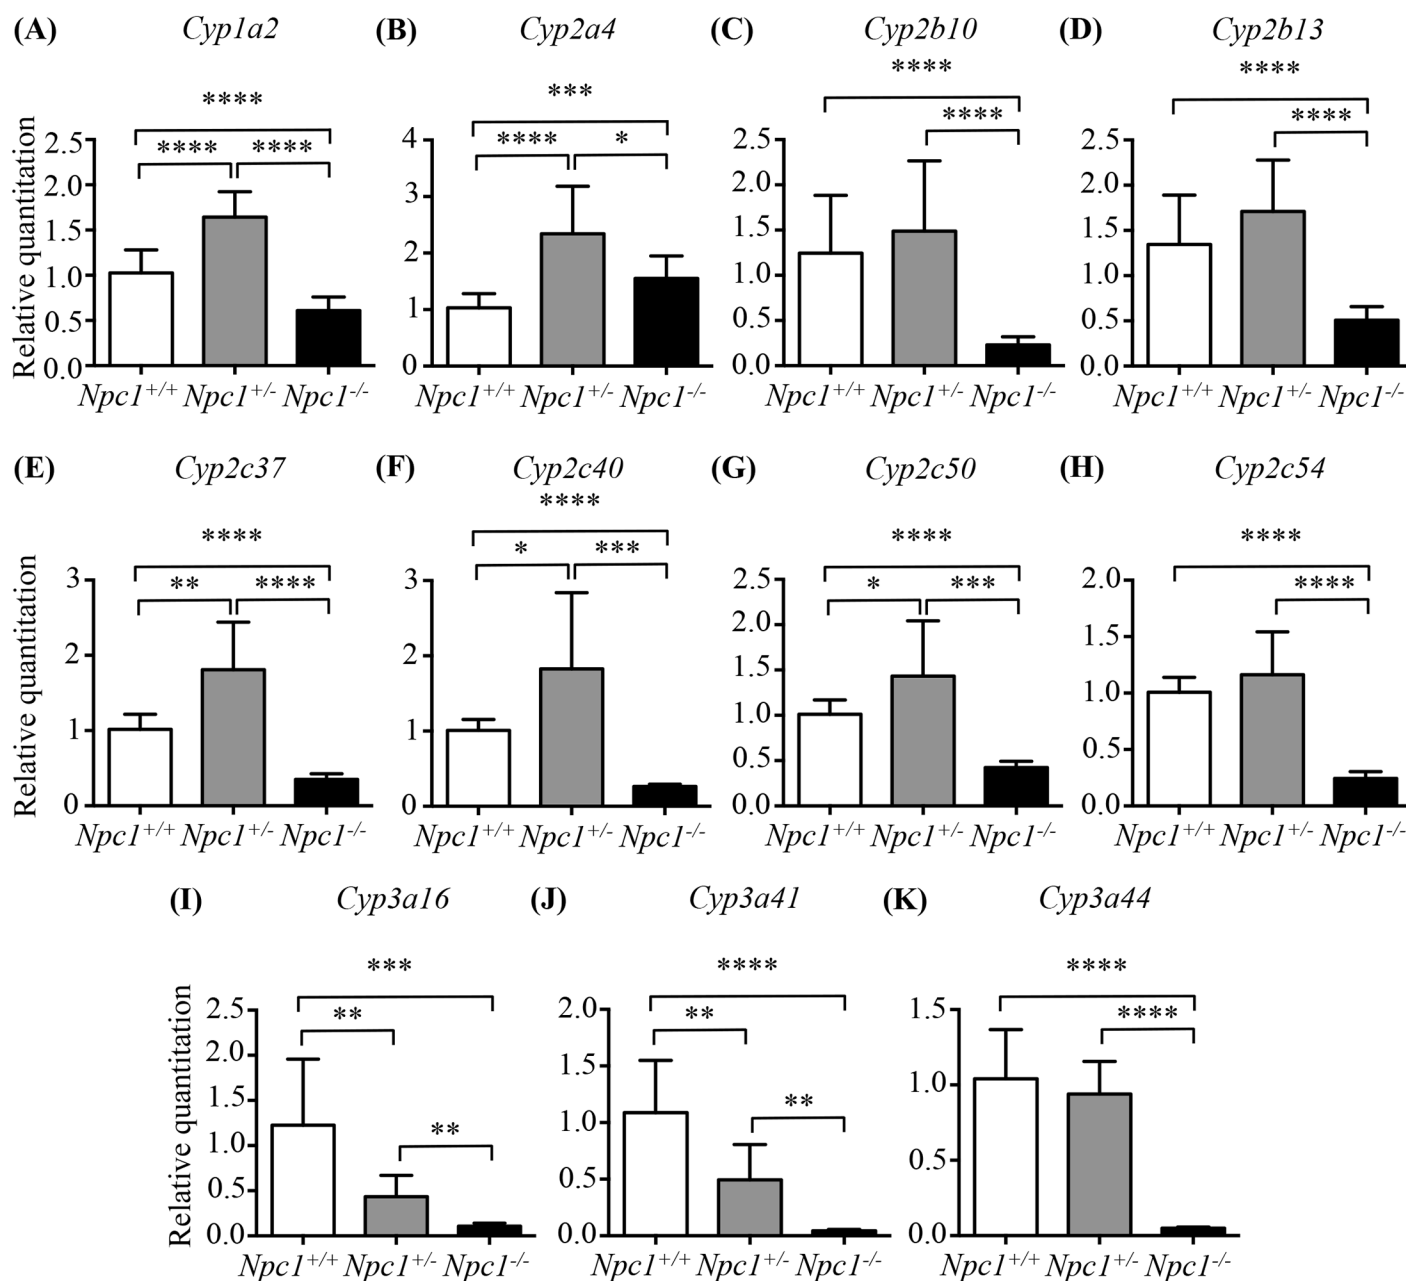 (A) Cyp1a2 (B) Cyp2a4 (C) Cyp2b10 (D) Cyp2b13
**** *** **** ****
**** **** **** * **** ****
Relative quantitation
2.5 2.0 1.5 1.0 0.5 0.0
4 3 2 1 0
2.5 2.0 1.5 1.0 0.5 0.0
2.5 2.0 1.5 1.0 0.5 0.0
Npc1+/+ Npc1+/- Npc1-/- Npc1+/+ Npc1+/- Npc1-/- Npc1+/+ Npc1+/- Npc1-/- Npc1+/+ Npc1+/- Npc1-/-
(E) Cyp2c37 (F) Cyp2c40 (G) Cyp2c50 (H) Cyp2c54
**** **** **** ****
** **** * *** * *** ****
Relative quantitation
3 2 1 0
3 2 1 0
2.5 2.0 1.5 1.0 0.5 0.0
2.0 1.5 1.0 0.5 0.0
Npc1+/+ Npc1+/- Npc1-/- Npc1+/+ Npc1+/- Npc1-/- Npc1+/+ Npc1+/- Npc1-/- Npc1+/+ Npc1+/- Npc1-/-
(I) Cyp3a16 (J) Cyp3a41 (K) Cyp3a44
*** **** ****
** ** ****
** **
Relative quantitation
2.5 2.0 1.5 1.0 0.5 0.0
2.0 1.5 1.0 0.5 0.0
1.5 1.0 0.5 0.0
Npc1+/+ Npc1+/- Npc1-/- Npc1+/+ Npc1+/- Npc1-/- Npc1+/+ Npc1+/- Npc1-/-